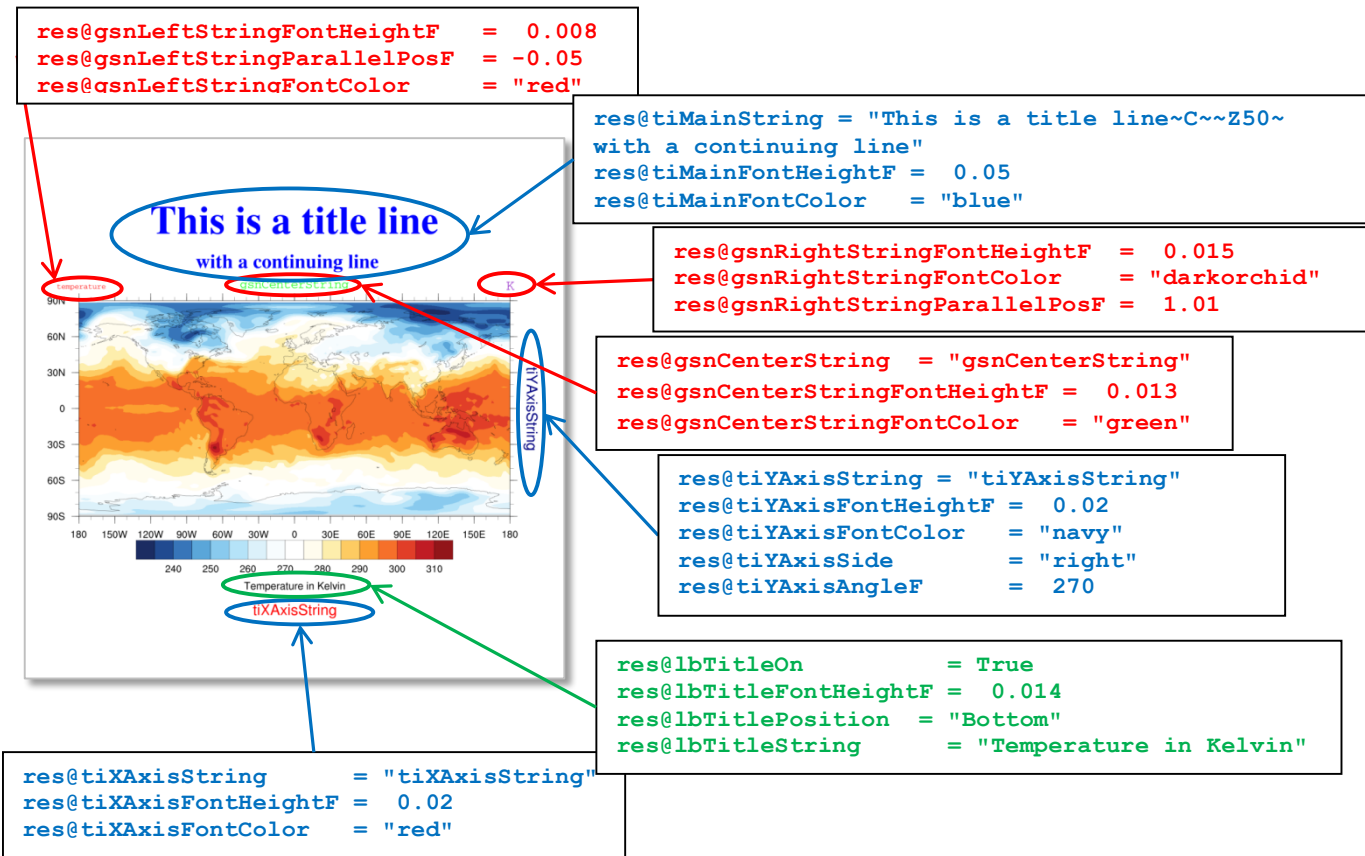 res@gsnLeftStringFontHeightF   =  0.008
res@gsnLeftStringParallelPosF  = -0.05
res@gsnLeftStringFontColor     = "red"
res@tiMainString = "This is a title line~C~~Z50~
with a continuing line"
res@tiMainFontHeightF =  0.05
res@tiMainFontColor   = "blue"
This is a title line
with a continuing line
temperature
gsnCenterString
K
res@gsnRightStringFontHeightF   =  0.015
res@gsnRightStringFontColor     = "darkorchid"
res@gsnRightStringParallelPosF =  1.01
90N
60N
30N
0
30S
60S
90S
tiYAxisString
180 150W 120W 90W 60W 30W 0 30E 60E 90E 120E 150E 180
240 250 260 270 280 290 300 310
Temperature in Kelvin
tiXAxisString
res@gsnCenterString  = "gsnCenterString"
res@gsnCenterStringFontHeightF =  0.013
res@gsnCenterStringFontColor   = "green"
res@tiYAxisString = "tiYAxisString"
res@tiYAxisFontHeightF =  0.02
res@tiYAxisFontColor   = "navy"
res@tiYAxisSide        = "right"
res@tiYAxisAngleF      =  270
res@lbTitleOn          = True
res@lbTitleFontHeightF =  0.014
res@lbTitlePosition  = "Bottom"
res@lbTitleString      = "Temperature in Kelvin"
res@tiXAxisString      = "tiXAxisString"
res@tiXAxisFontHeightF =  0.02
res@tiXAxisFontColor   = "red"